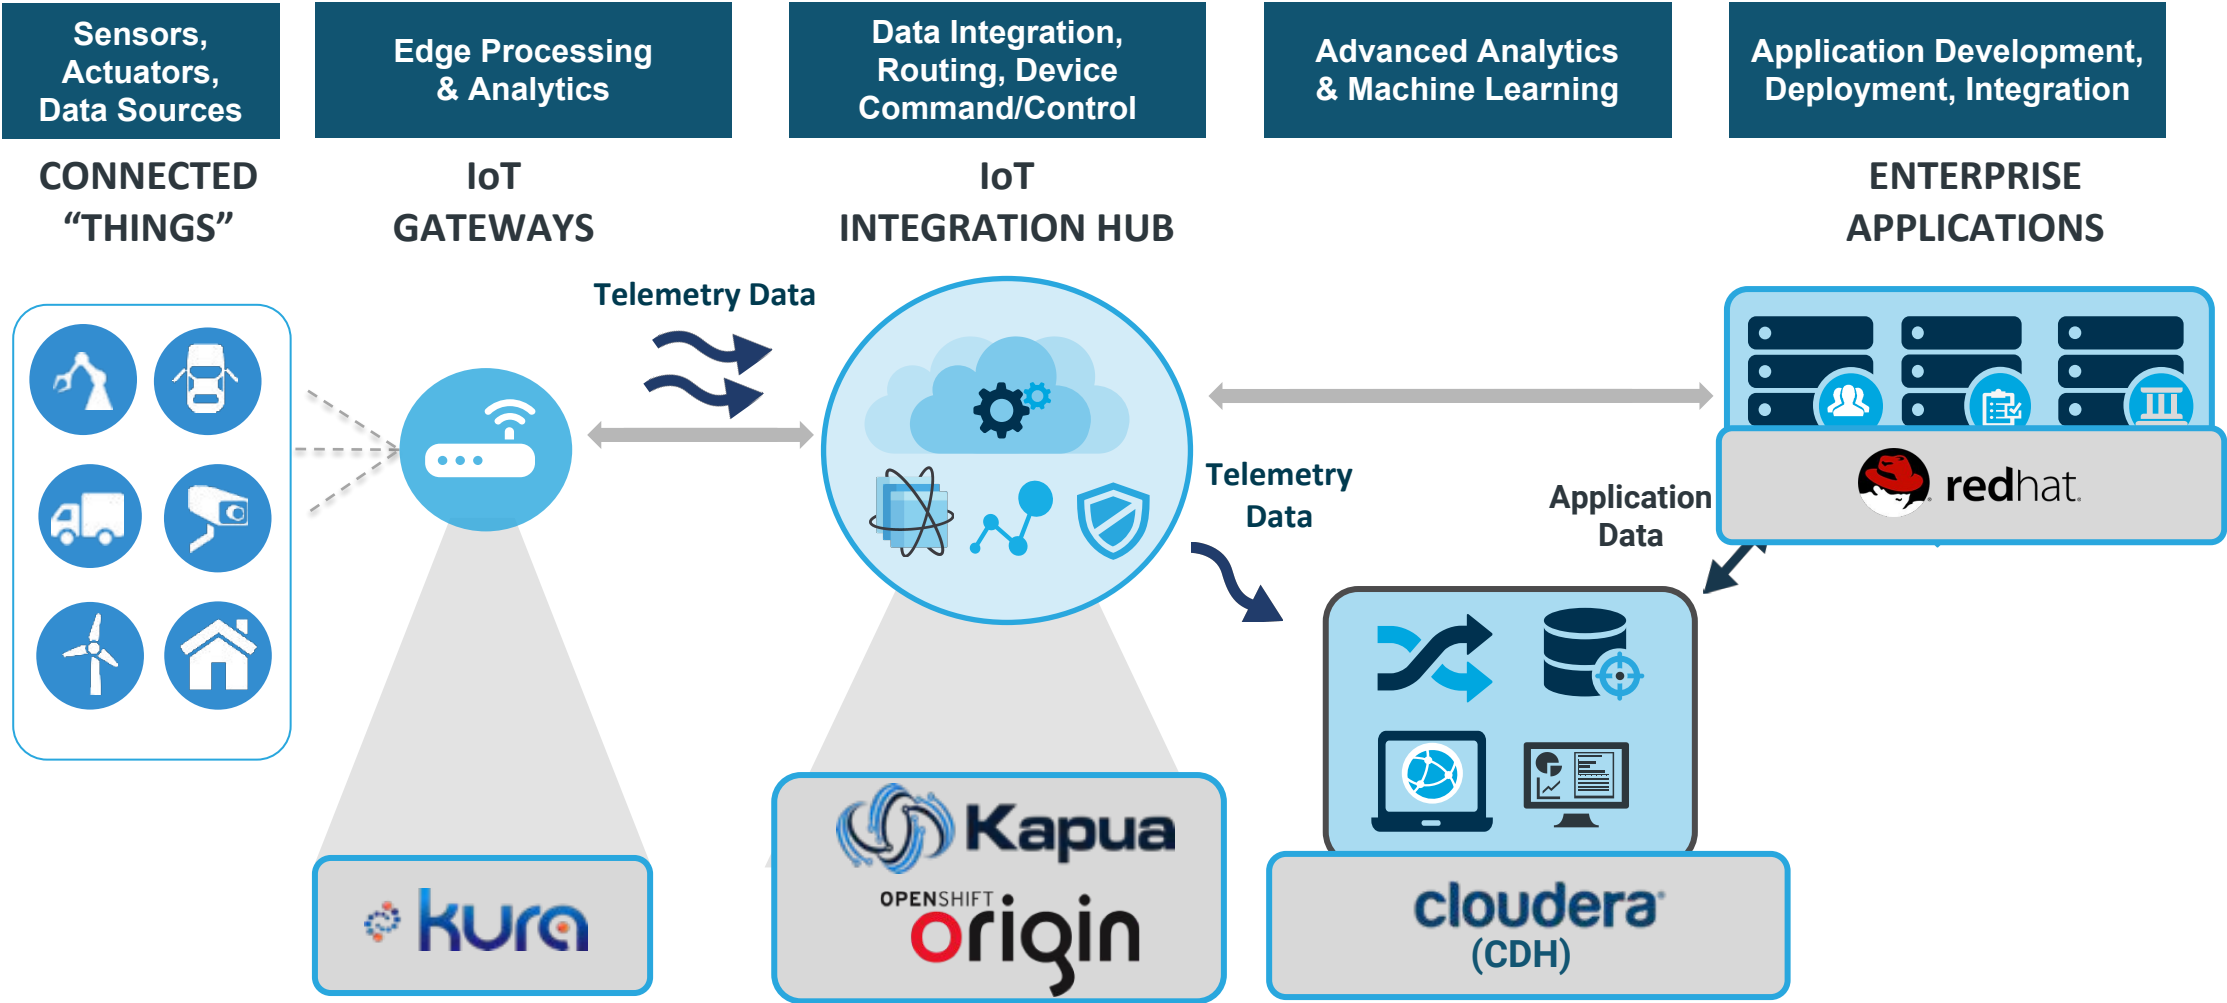 Sensors,
Actuators,
Data Sources
Edge Processing
& Analytics
Data Integration,
Routing, Device
Command/Control
Advanced Analytics
& Machine Learning
Application Development,
Deployment, Integration
CONNECTED
“THINGS”
IoT
GATEWAYS
IoT
INTEGRATION HUB
ENTERPRISE
APPLICATIONS
Telemetry Data
Telemetry
Data
Application
Data
redhat.
kura
Kapua
OPENSHIFT
origin
cloudera
(CDH)